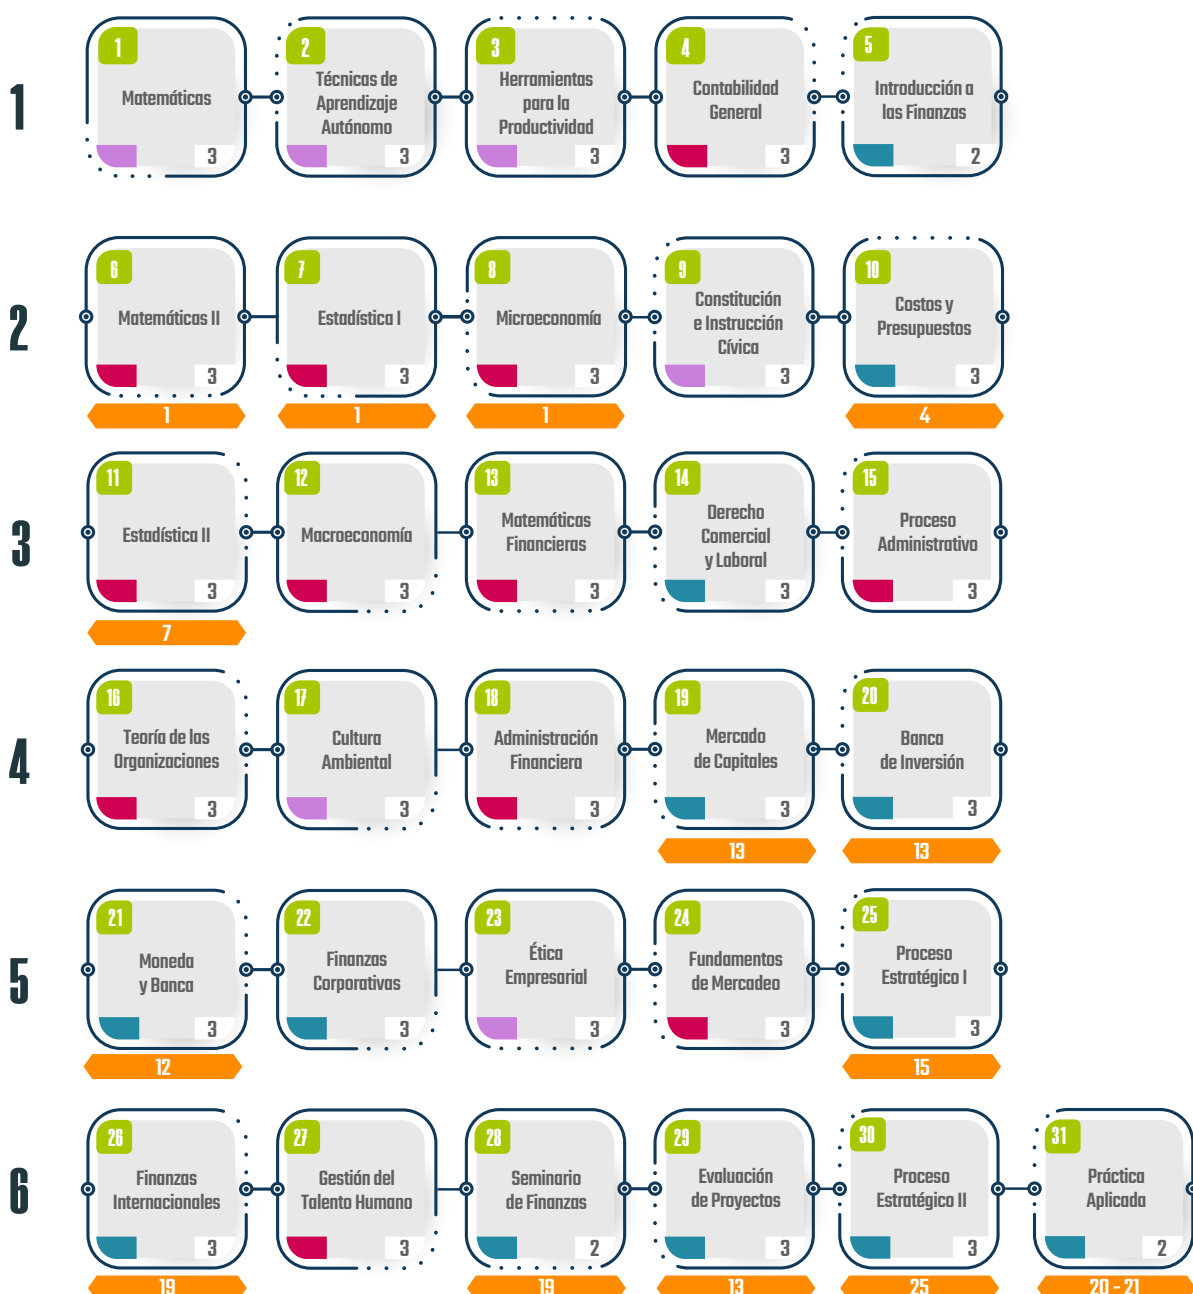 1
1
Matemáticas
3
2
Técnicas de
Aprendizaje
Autónomo
3
3
Herramientas
para la
Productividad
3
4
Contabilidad
General
3
5
Introducción a
las Finanzas
2
2
6
Matemáticas II
3
1
7
Estadística I
3
1
8
Microeconomía
3
1
9
Constitución
e Instrucción
Cívica
3
10
Costos y
Presupuestos
3
4
3
11
Estadística II
3
7
12
Macroeconomía
3
13
Matemáticas
Financieras
3
14
Derecho
Comercial
y Laboral
3
15
Proceso
Administrativo
3
4
16
Teoría de las
Organizaciones
3
17
Cultura
Ambiental
3
18
Administración
Financiera
3
19
Mercado
de Capitales
3
13
20
Banca
de Inversión
3
13
5
21
Moneda
y Banca
3
12
22
Finanzas
Corporativas
3
23
Ética
Empresarial
3
24
Fundamentos
de Mercadeo
3
25
Proceso
Estratégico I
3
15
6
26
Finanzas
Internacionales
3
19
27
Gestión del
Talento Humano
3
28
Seminario
de Finanzas
2
19
29
Evaluación
de Proyectos
3
13
30
Proceso
Estratégico II
3
25
31
Práctica
Aplicada
2
20 - 21